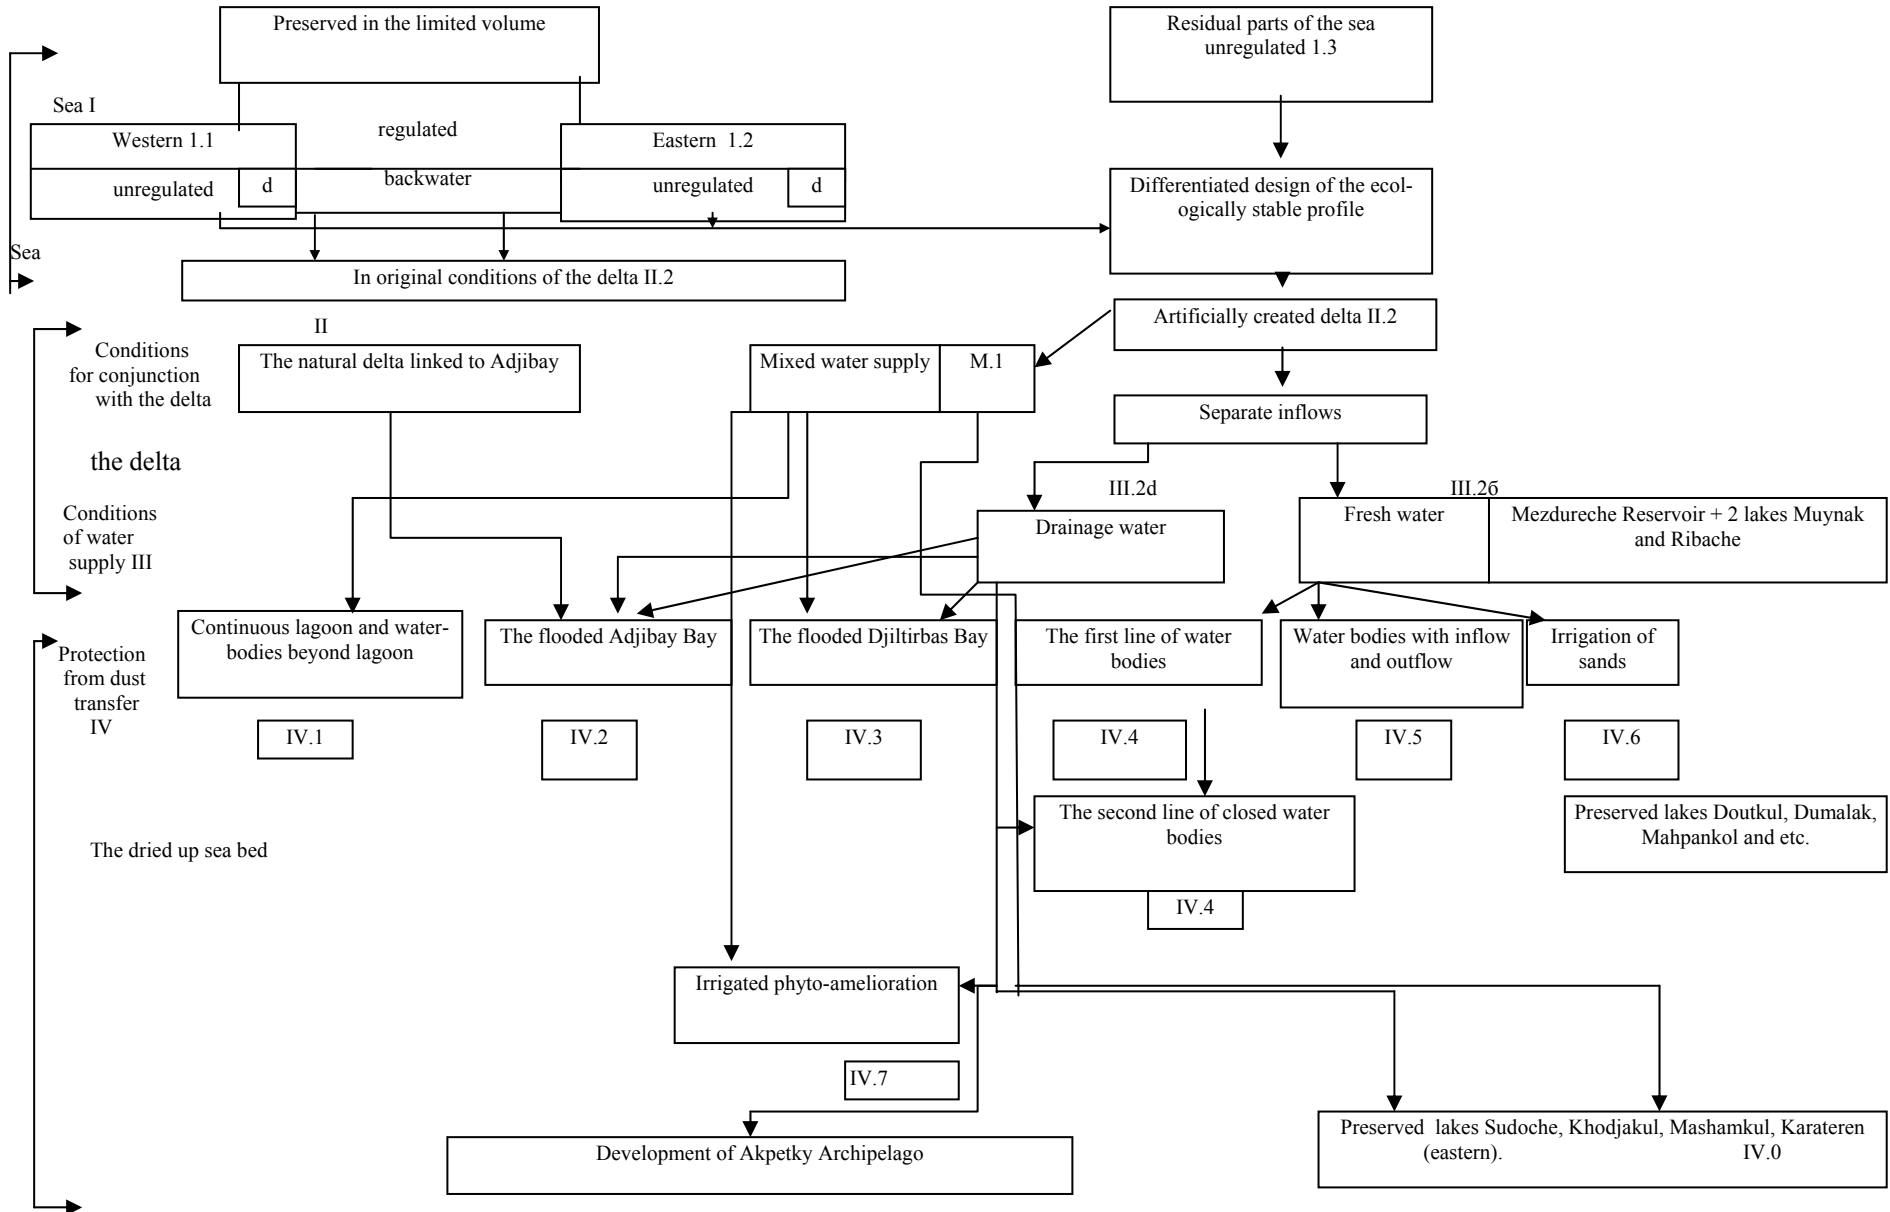 Preserved in the limited volume
Residual parts of the sea
unregulated 1.3
Sea I
Western 1.1
regulated
Eastern 1.2
unregulated
d
backwater
unregulated
d
Differentiated design of the ecol-
ogically stable profile
Sea
In original conditions of the delta II.2
Artificially created delta II.2
II
Conditions
for conjunction
with the delta
The natural delta linked to Adjibay
Mixed water supply
M.1
Separate inflows
the delta
III.2d
III.2б
Conditions
of water
supply III
Drainage water
Fresh water
Mezdureche Reservoir + 2 lakes Muynak
and Ribache
Protection
from dust
transfer
IV
Continuous lagoon and water-
bodies beyond lagoon
The flooded Adjibay Bay
The flooded Djiltirbas Bay
The first line of water
bodies
Water bodies with inflow
and outflow
Irrigation of
sands
IV.1
IV.2
IV.3
IV.4
IV.5
IV.6
The second line of closed water
bodies
Preserved lakes Doutkul, Dumalak,
Mahpankol and etc.
The dried up sea bed
IV.4
Irrigated phyto-amelioration
IV.7
Development of Akpetky Archipelago
Preserved lakes Sudoche, Khodjakul, Mashamkul, Karateren
(eastern). IV.0